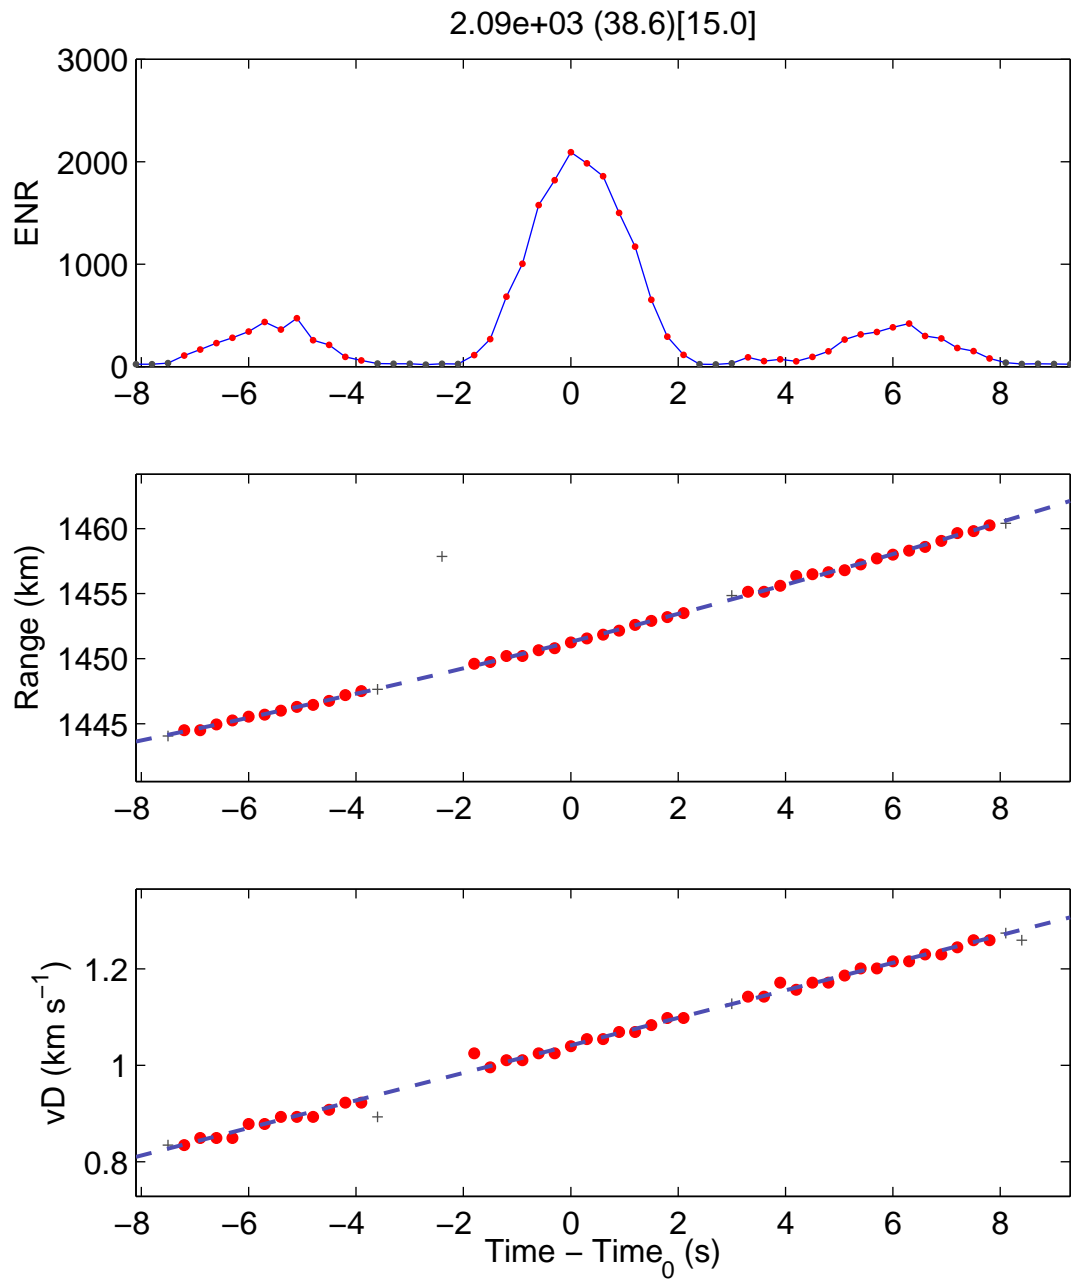 2.09e+03 (38.6)[15.0]
3000
2000
1000
0
ENR
−8 −6 −4 −2 0 2 4 6 8
1460
1455
1450
1445
Range (km)
−8 −6 −4 −2 0 2 4 6 8
1.2
1
0.8
vD (km s⁻¹)
−8 −6 −4 −2 0 2 4 6 8
Time − Time₀ (s)